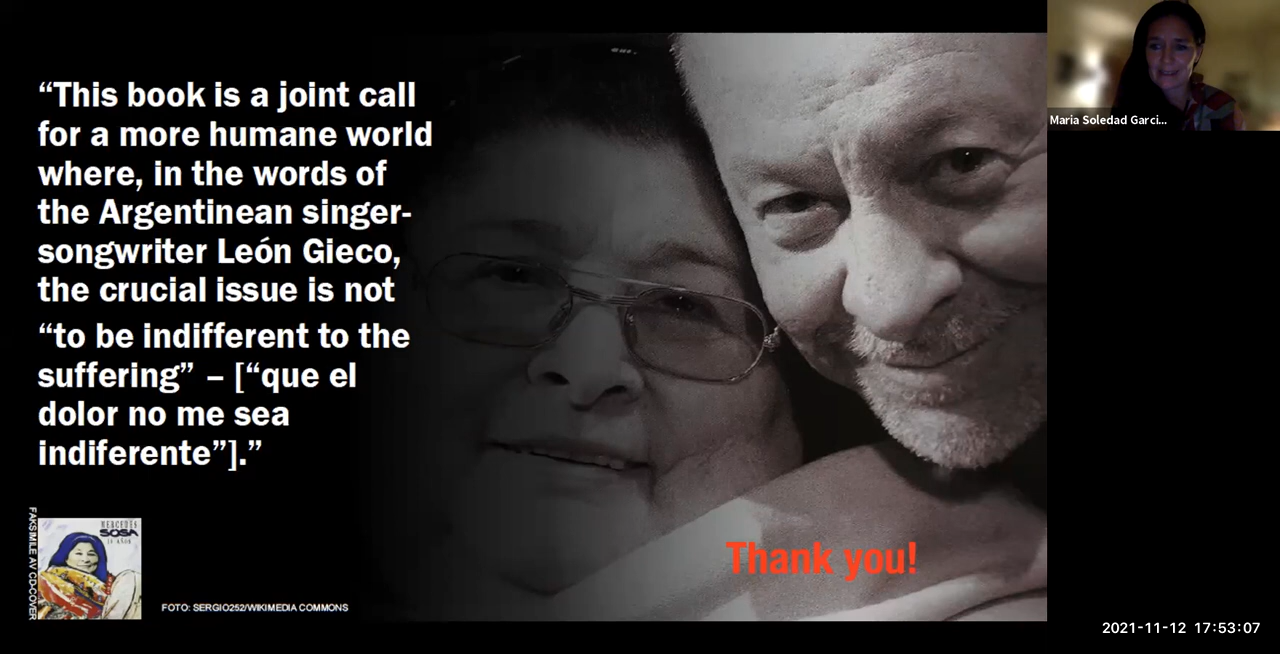 “This book is a joint call
for a more humane world
where, in the words of
the Argentinean singer-
songwriter León Gieco,
the crucial issue is not
“to be indifferent to the
suffering” – [“que el
dolor no me sea
indiferente”].”
Thank you!
FAKSIMILE AV CD-COVER
MERCEDES
SOSA
FOTO: SERGIO252/WIKIMEDIA COMMONS
Maria Soledad Garci...
2021-11-12 17:53:07